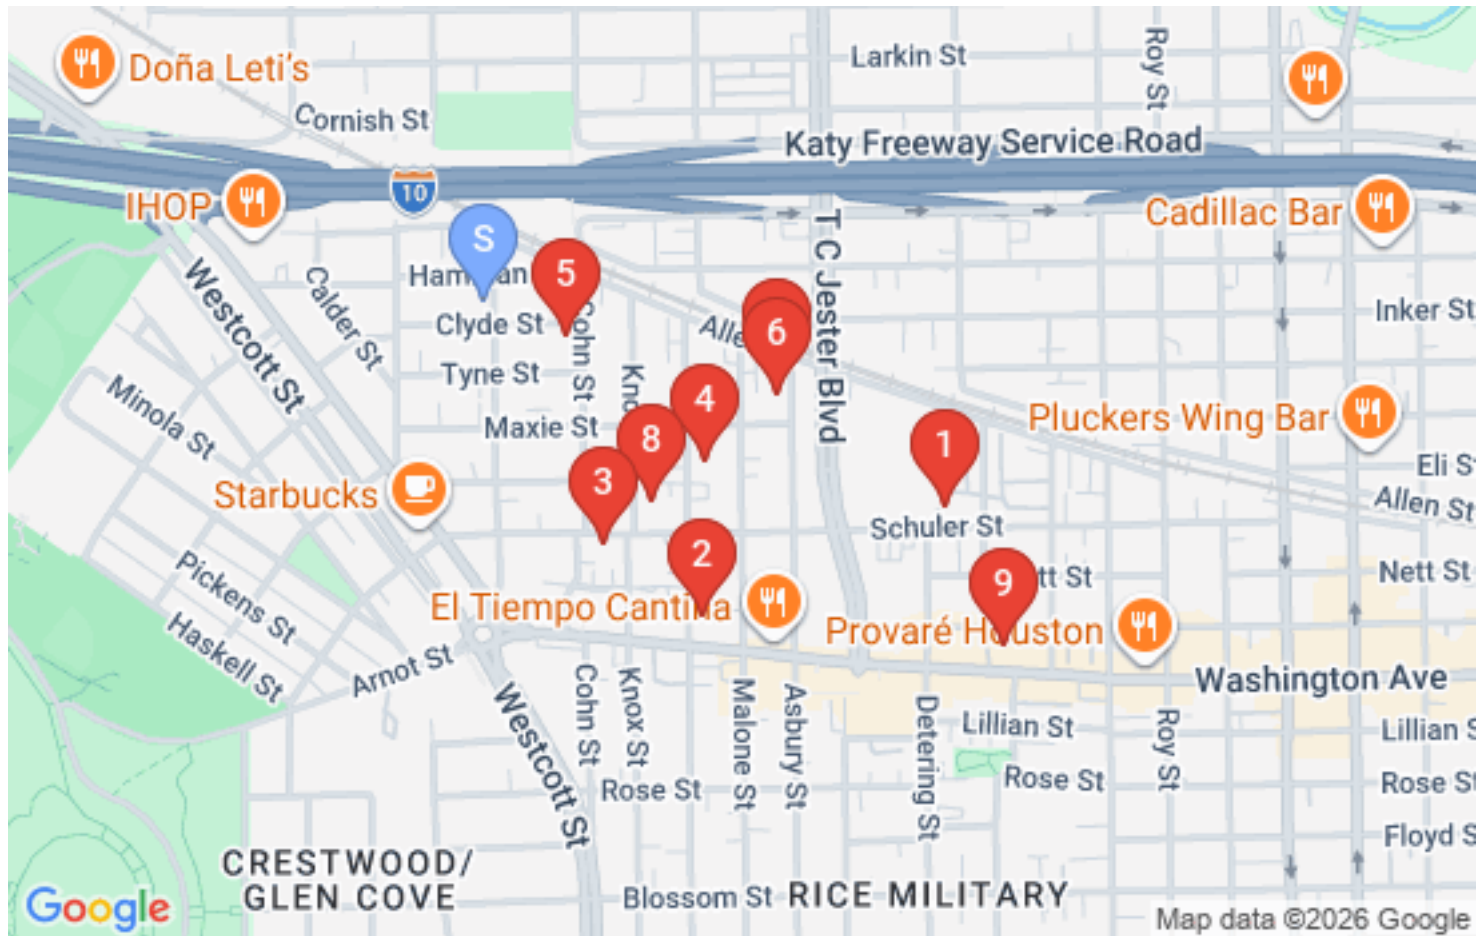 Larkin St
Roy St
Doña Leti's
Cornish St
Katy Freeway Service Road
10
IHOP
Cadillac Bar
S
5
Clyde St
Cohn St
Calder St
Westcott St
T C Jester Blvd
6
Inker St
Tyne St
Minola St
4
Maxie St
8
1
Pluckers Wing Bar
Eli St
Starbucks
3
Allen St
Schuler St
2
9
Nett St
Pickens St
El Tiempo Cantina
Provaré Houston
Haskell St
Arnot St
Washington Ave
Westcott St
Cohn St
Knox St
Malone St
Asbury St
Detering St
Lillian St
Roy St
Lillian S
Rose St
Rose St
Rose St
Floyd S
CRESTWOOD/
GLEN COVE
Blossom St
RICE MILITARY
Google
Map data ©2026 Google